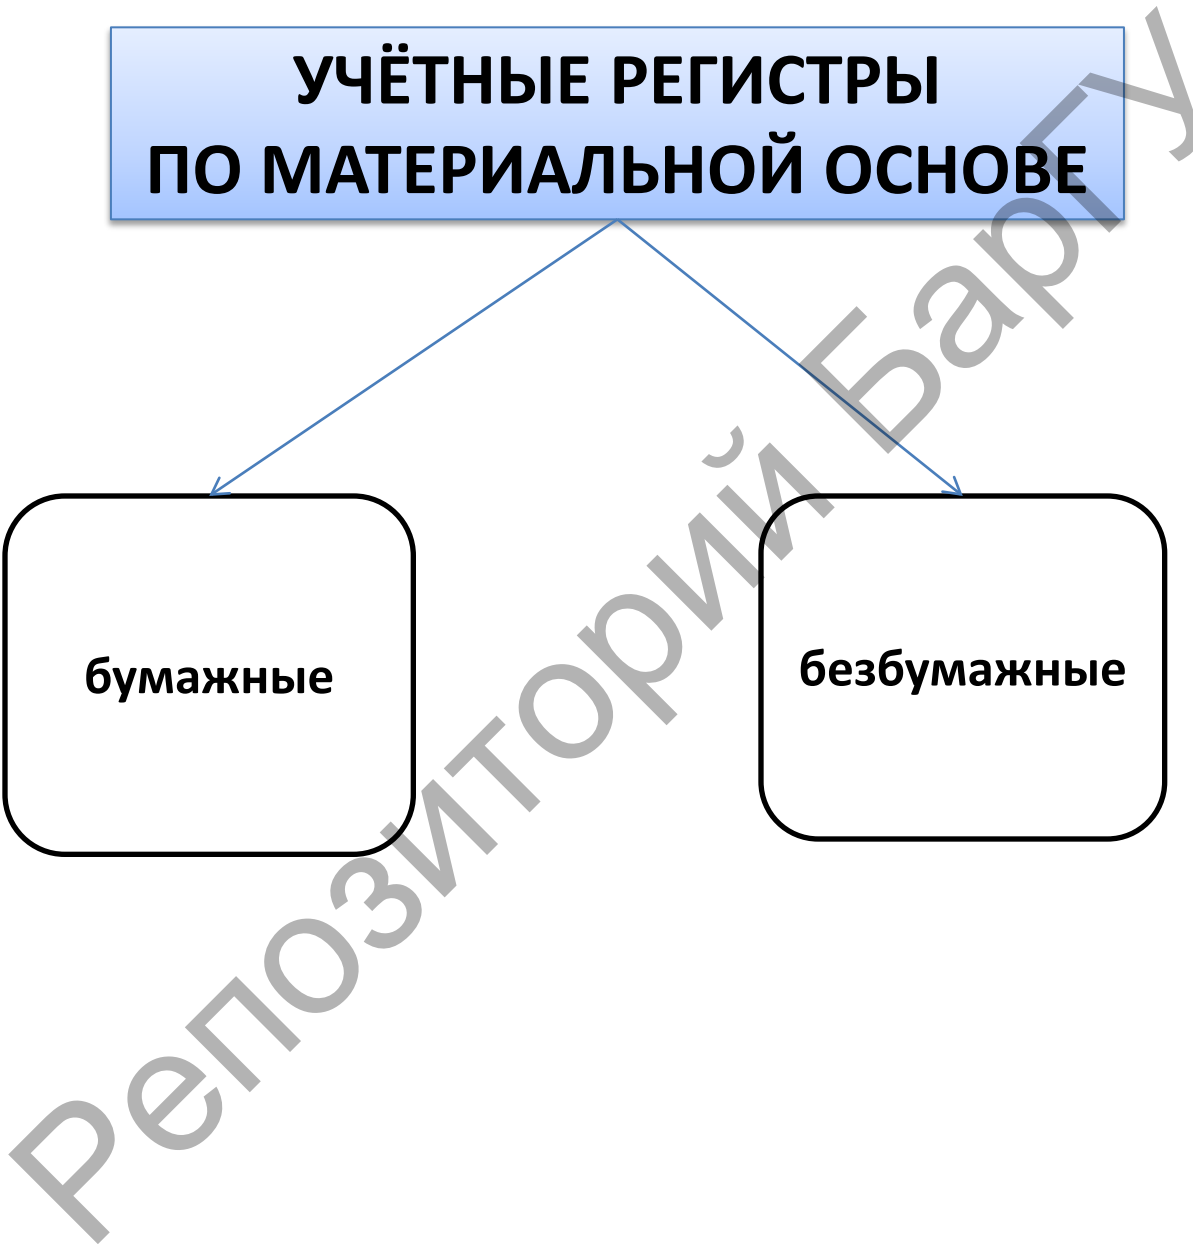 УЧЁТНЫЕ РЕГИСТРЫ
ПО МАТЕРИАЛЬНОЙ ОСНОВЕ
бумажные
безбумажные
Репозиторий БарГУ